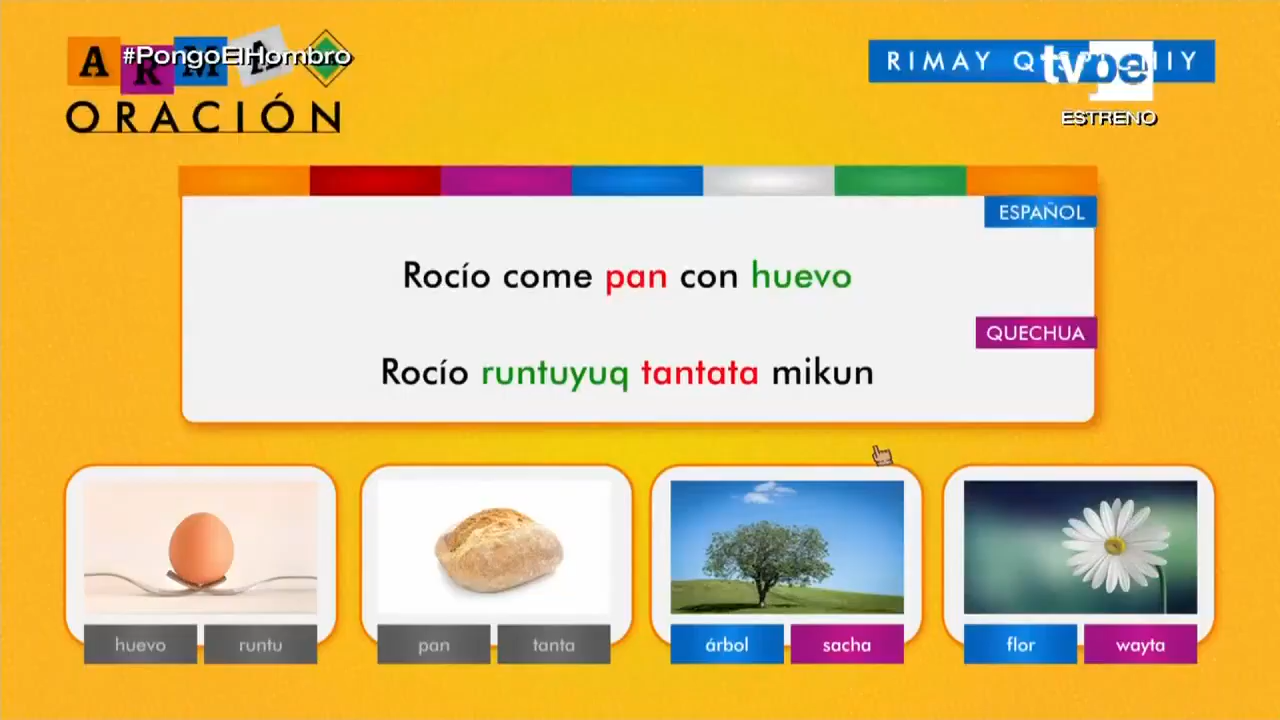 ARMA
#PongoElHombro
ORACIÓN
RIMAY
tvpe
ESTRENO
ESPAÑOL
Rocío come pan con huevo
QUECHUA
Rocío runtuyuq tantata mikun
huevo runtu
pan tanta
árbol sacha
flor wayta